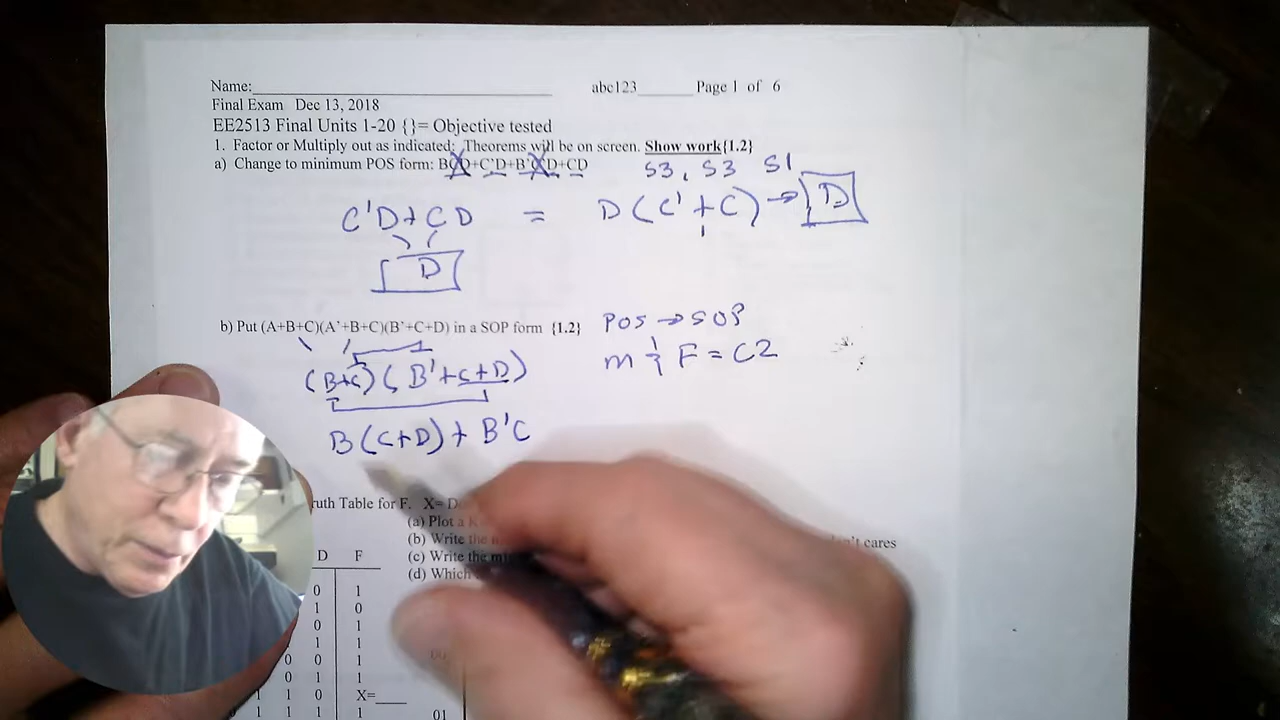 Name:____________ abc123______ Page 1 of 6
Final Exam Dec 13, 2018
EE2513 Final Units 1-20 {}= Objective tested
1. Factor or Multiply out as indicated; Theorems will be on screen. Show work{1.2}
a) Change to minimum POS form: BCD+C'D+B'CD+CD
S3, S3 S1
C'D+CD = D(C'+C) → D
D
b) Put (A+B+C)(A'+B+C)(B'+C+D) in a SOP form {1.2}
POS → SOP
(B+C)(B'+C+D)
m & F = C2
B(C+D) + B'C
ruth Table for F. X= D
(a) Plot a
(b) Write the
n't cares
(c) Write the m
(d) Which
D F
0 1
1 0
0 1
1 1
0 0 1
0 1 1
1 1 0 X=___
1 1 1 1
01